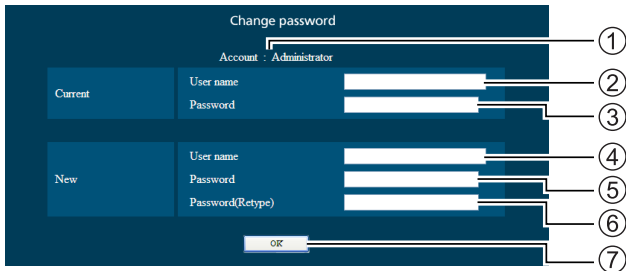 Change password
①
Account : Administrator
Current
User name
②
Password
③
New
User name
④
Password
⑤
Password(Retype)
⑥
OK
⑦